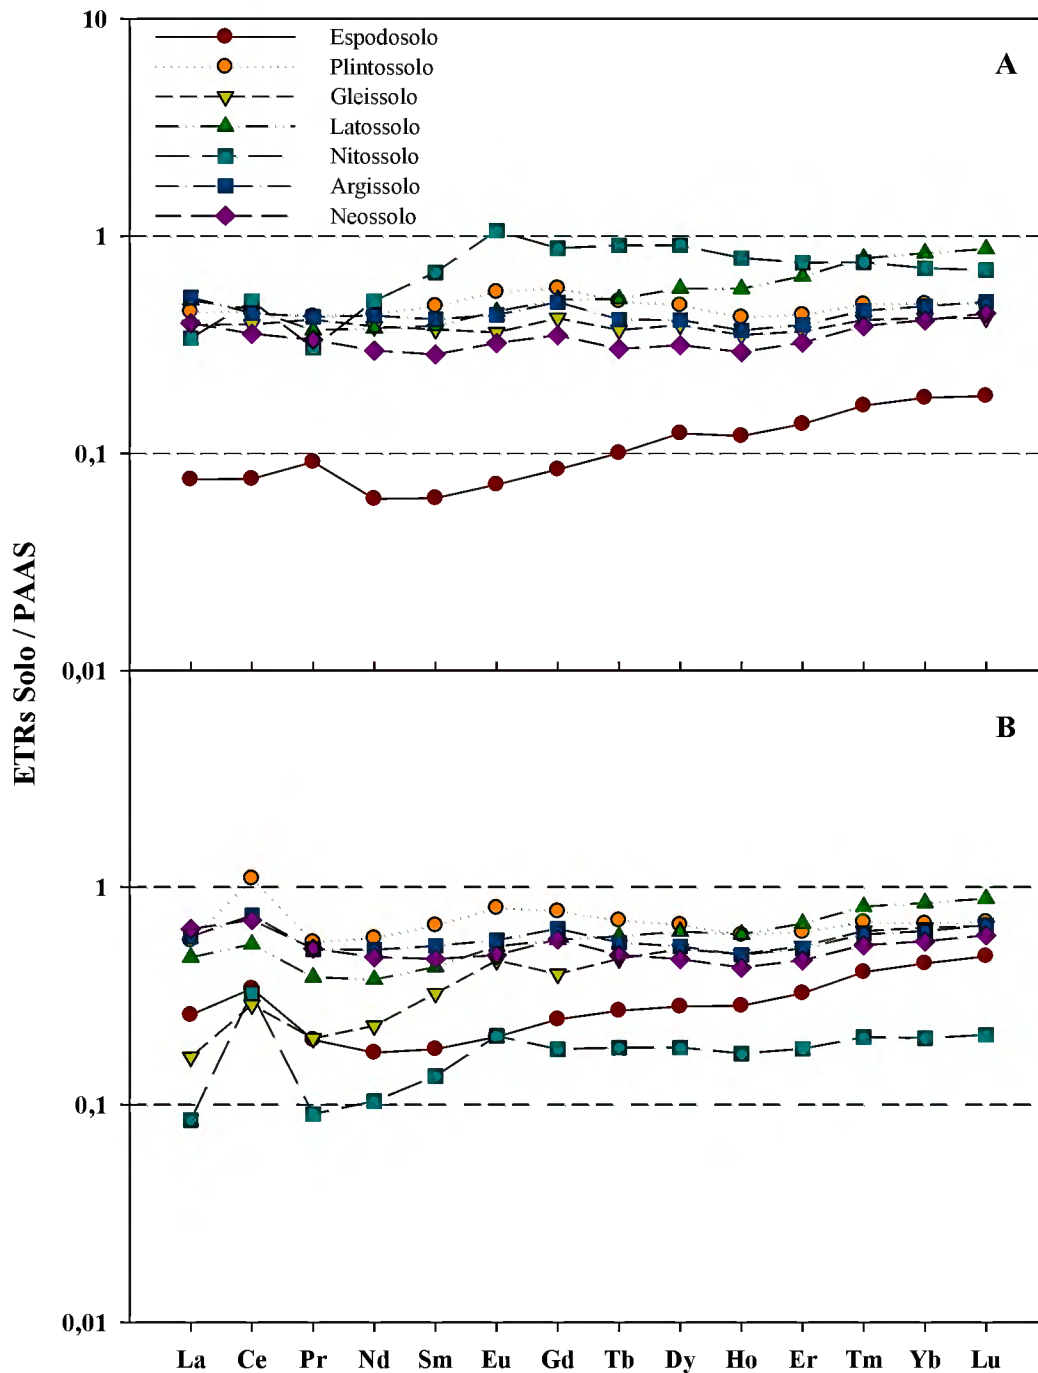 10
Espodosolo
A
Plintossolo
Gleissolo
Latossolo
Nitossolo
Argissolo
Neossolo
1
0,1
0,01
ETRs Solo / PAAS
B
1
0,1
0,01
La Ce Pr Nd Sm Eu Gd Tb Dy Ho Er Tm Yb Lu